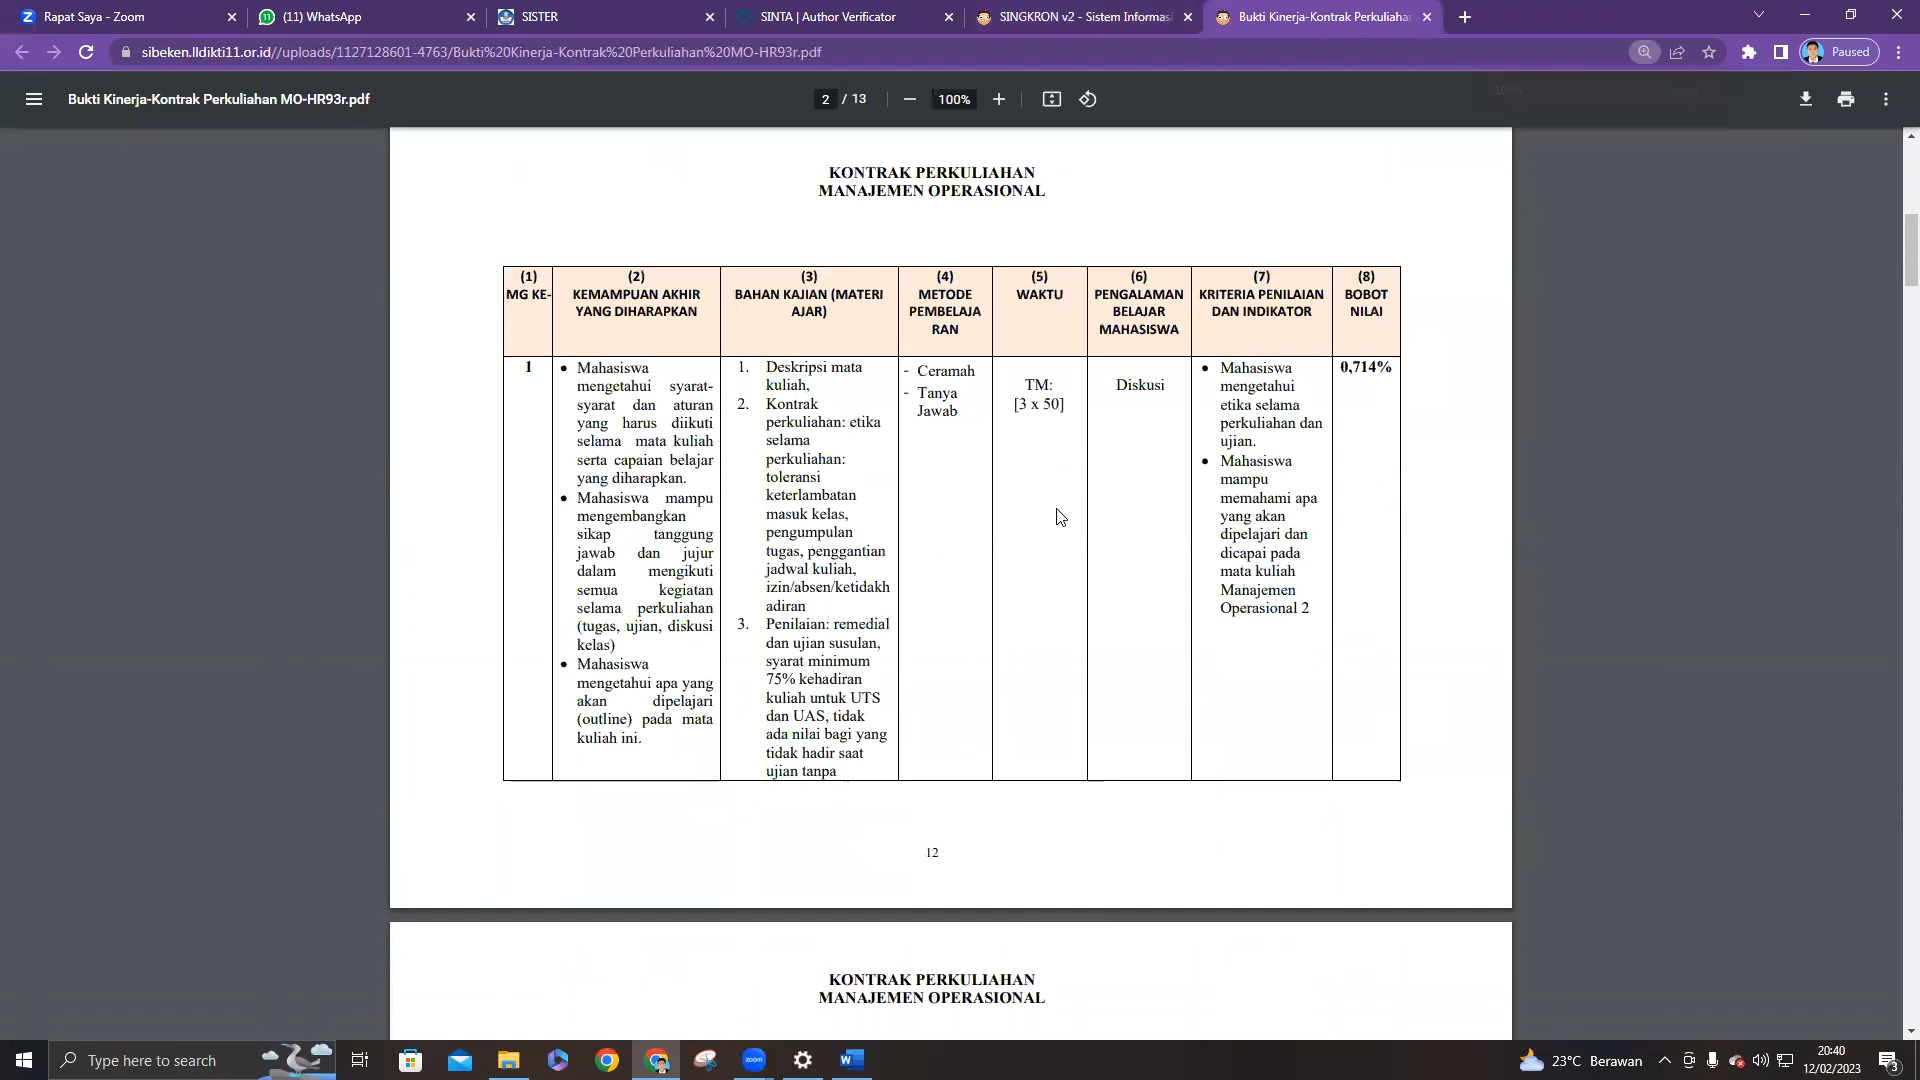 Rapat Saya - Zoom
(11) WhatsApp
SISTER
SINTA | Author Verificator
SINGKRON v2 - Sistem Informasi
Bukti Kinerja-Kontrak Perkuliahan
sibeken.lldikti11.or.id//uploads/1127128601-4763/Bukti%20Kinerja-Kontrak%20Perkuliahan%20MO-HR93r.pdf
Paused
Bukti Kinerja-Kontrak Perkuliahan MO-HR93r.pdf
2 / 13
100%
KONTRAK PERKULIAHAN
MANAJEMEN OPERASIONAL
(1)
MG KE-
(2)
KEMAMPUAN AKHIR
YANG DIHARAPKAN
(3)
BAHAN KAJIAN (MATERI
AJAR)
(4)
METODE
PEMBELAJA
RAN
(5)
WAKTU
(6)
PENGALAMAN
BELAJAR
MAHASISWA
(7)
KRITERIA PENILAIAN
DAN INDIKATOR
(8)
BOBOT
NILAI
1
• Mahasiswa
mengetahui syarat-
syarat dan aturan
yang harus diikuti
selama mata kuliah
serta capaian belajar
yang diharapkan.
• Mahasiswa mampu
mengembangkan
sikap tanggung
jawab dan jujur
dalam mengikuti
semua kegiatan
selama perkuliahan
(tugas, ujian, diskusi
kelas)
• Mahasiswa
mengetahui apa yang
akan dipelajari
(outline) pada mata
kuliah ini.
1. Deskripsi mata
kuliah,
2. Kontrak
perkuliahan: etika
selama
perkuliahan:
toleransi
keterlambatan
masuk kelas,
pengumpulan
tugas, penggantian
jadwal kuliah,
izin/absen/ketidakh
adiran
3. Penilaian: remedial
dan ujian susulan,
syarat minimum
75% kehadiran
kuliah untuk UTS
dan UAS, tidak
ada nilai bagi yang
tidak hadir saat
ujian tanpa
- Ceramah
- Tanya
Jawab
TM:
[3 x 50]
Diskusi
• Mahasiswa
mengetahui
etika selama
perkuliahan dan
ujian.
• Mahasiswa
mampu
memahami apa
yang akan
dipelajari dan
dicapai pada
mata kuliah
Manajemen
Operasional 2
0,714%
12
KONTRAK PERKULIAHAN
MANAJEMEN OPERASIONAL
Type here to search
zoom
23°C Berawan
20:40
12/02/2023
3